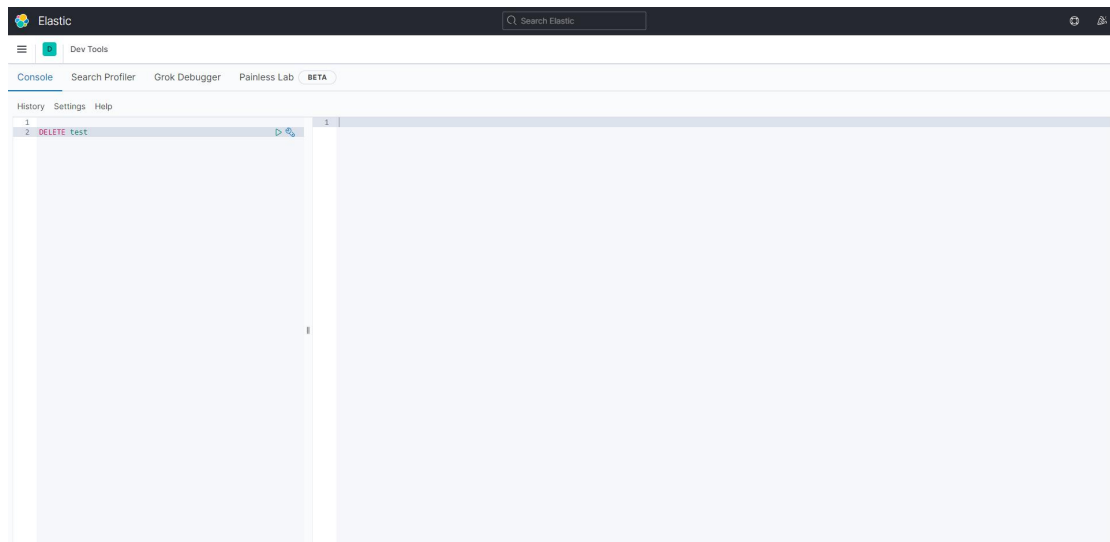 Elastic
Search Elastic
D
Dev Tools
Console Search Profiler Grok Debugger Painless Lab BETA
History Settings Help
1
2 DELETE test
1